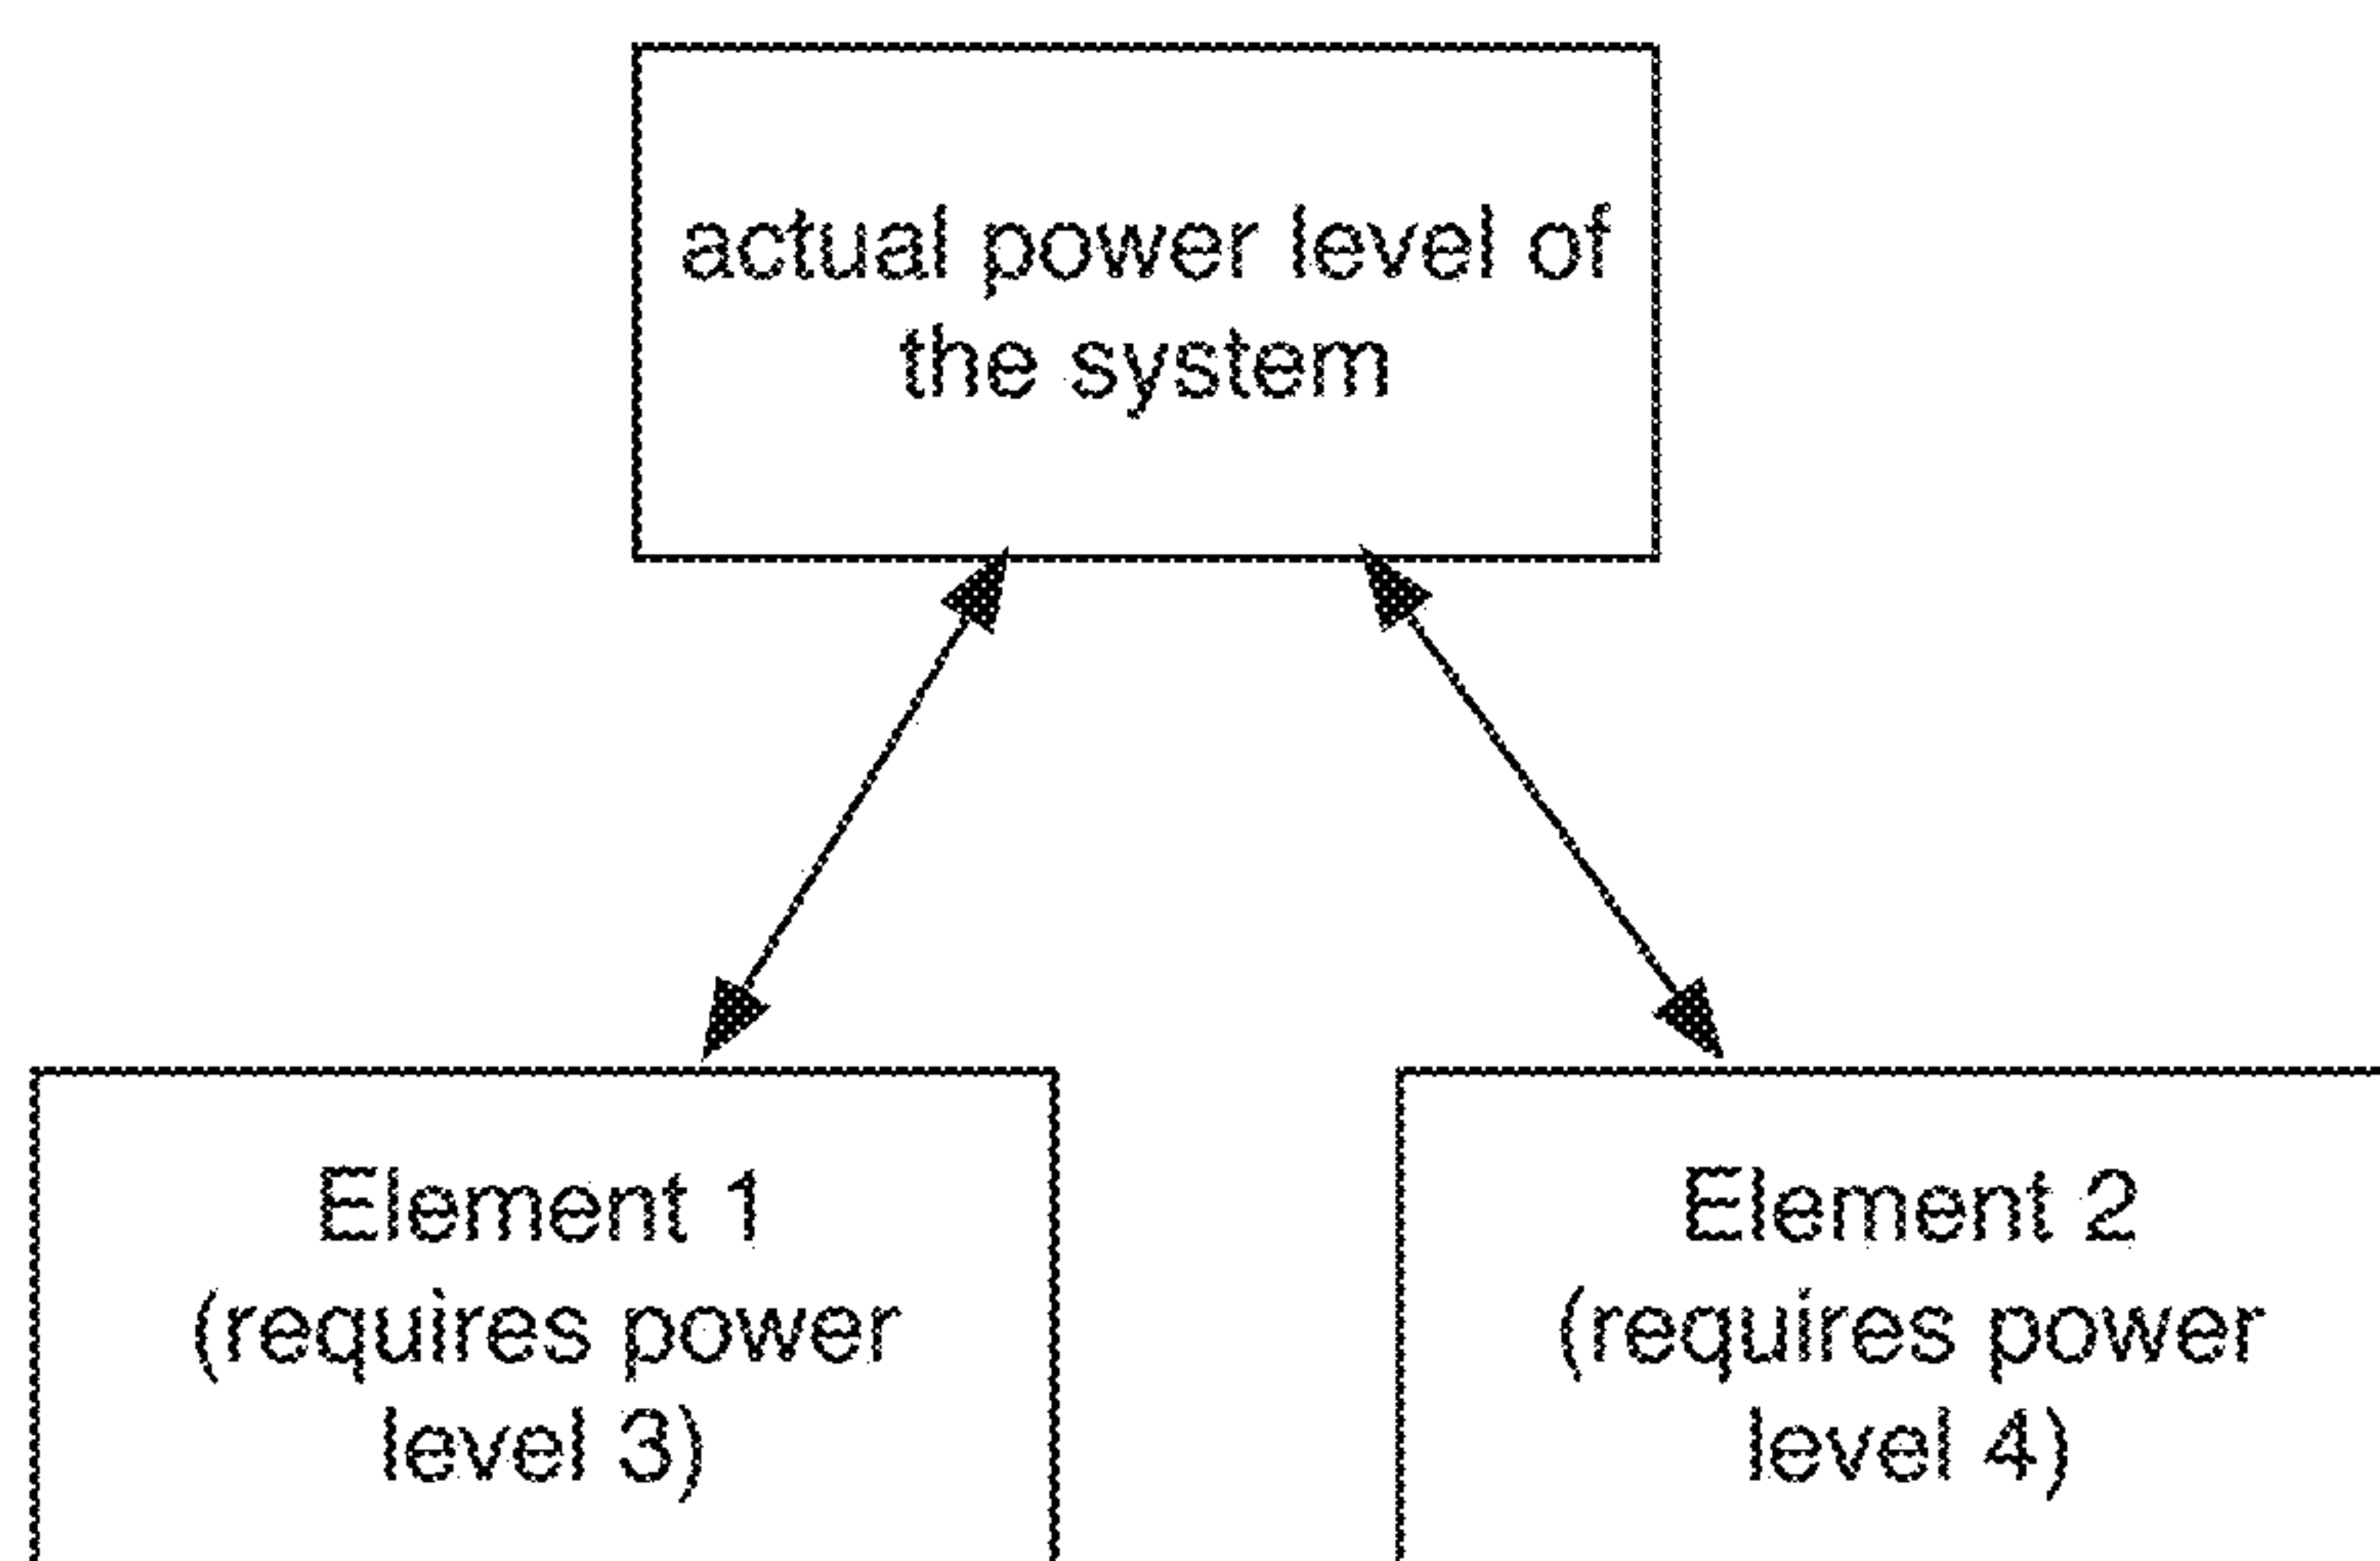 actual power level of
the system
Element 1
(requires power
level 3)
Element 2
(requires power
level 4)